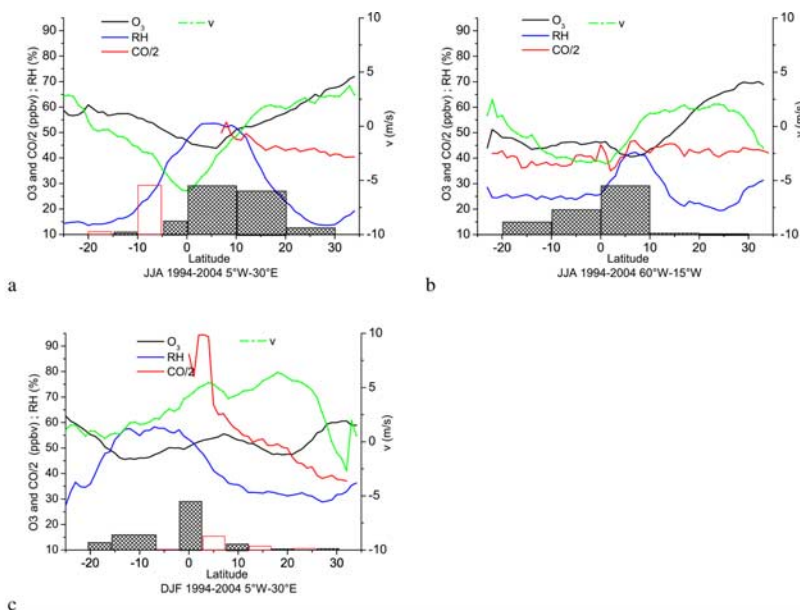 O3
RH
CO/2
v
90
80
70
60
50
40
30
20
10
O3 and CO/2 (ppbv) ; RH (%)
10
5
0
-5
-10
v (m/s)
-20 -10 0 10 20 30
Latitude
JJA 1994-2004 5°W-30°E
a
O3
RH
CO/2
v
90
80
70
60
50
40
30
20
10
O3 and CO/2 (ppbv) ; RH (%)
10
5
0
-5
-10
v (m/s)
-20 -10 0 10 20 30
Latitude
JJA 1994-2004 60°W-15°W
b
O3
RH
CO/2
v
90
80
70
60
50
40
30
20
10
O3 and CO/2 (ppbv) ; RH (%)
10
5
0
-5
-10
v (m/s)
-20 -10 0 10 20 30
Latitude
DJF 1994-2004 5°W-30°E
c